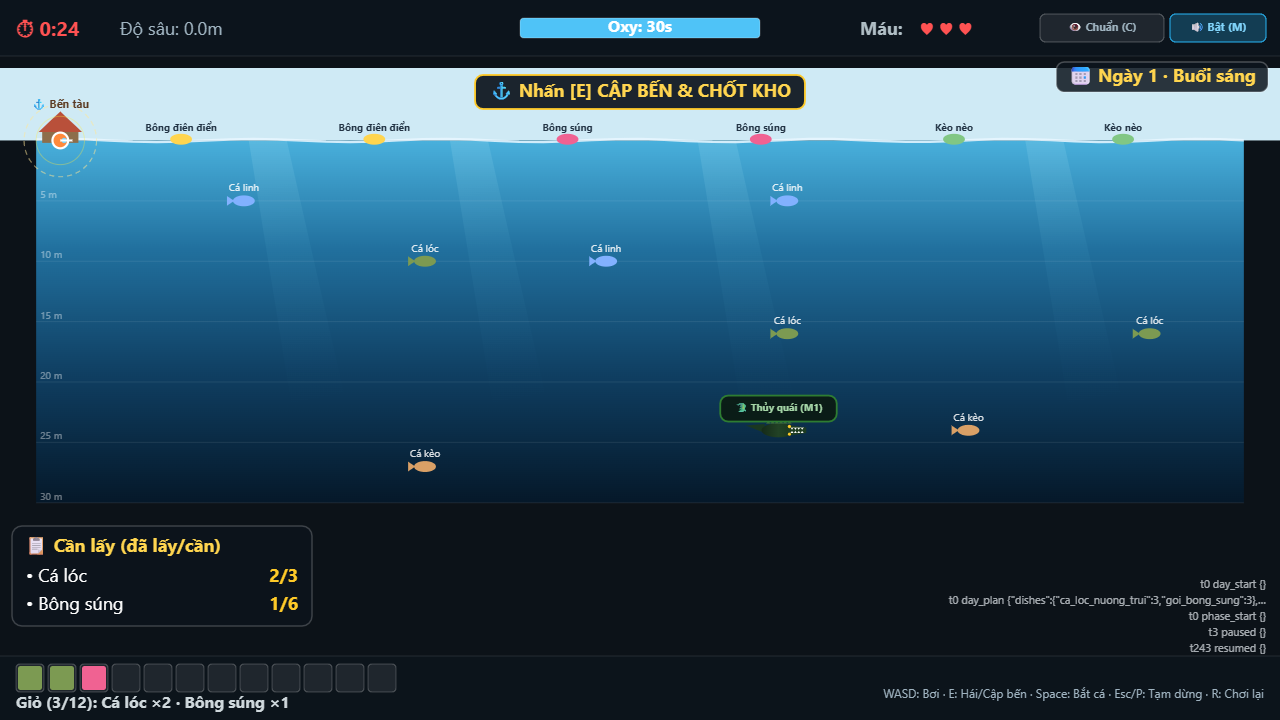 ⏱ 0:24
Độ sâu: 0.0m
Oxy: 30s
Máu: ♥ ♥ ♥
Chuẩn (C)
Bật (M)
Ngày 1 · Buổi sáng
⚓ Nhấn [E] CẬP BẾN & CHỐT KHO
⚓ Bến tàu
Bông điên điển
Bông điên điển
Bông súng
Bông súng
Kèo nèo
Kèo nèo
Cá linh
Cá linh
5 m
Cá lóc
Cá linh
10 m
15 m
Cá lóc
Cá lóc
20 m
Thủy quái (M1)
Cá kèo
25 m
Cá kèo
30 m
📋 Cần lấy (đã lấy/cần)
• Cá lóc 2/3
• Bông súng 1/6
t0 day_start {}
t0 day_plan {"dishes":{"ca_loc_nuong_trui":3,"goi_bong_sung":3},...
t0 phase_start {}
t3 paused {}
t243 resumed {}
Giỏ (3/12): Cá lóc ×2 · Bông súng ×1
WASD: Bơi · E: Hái/Cập bến · Space: Bắt cá · Esc/P: Tạm dừng · R: Chơi lại